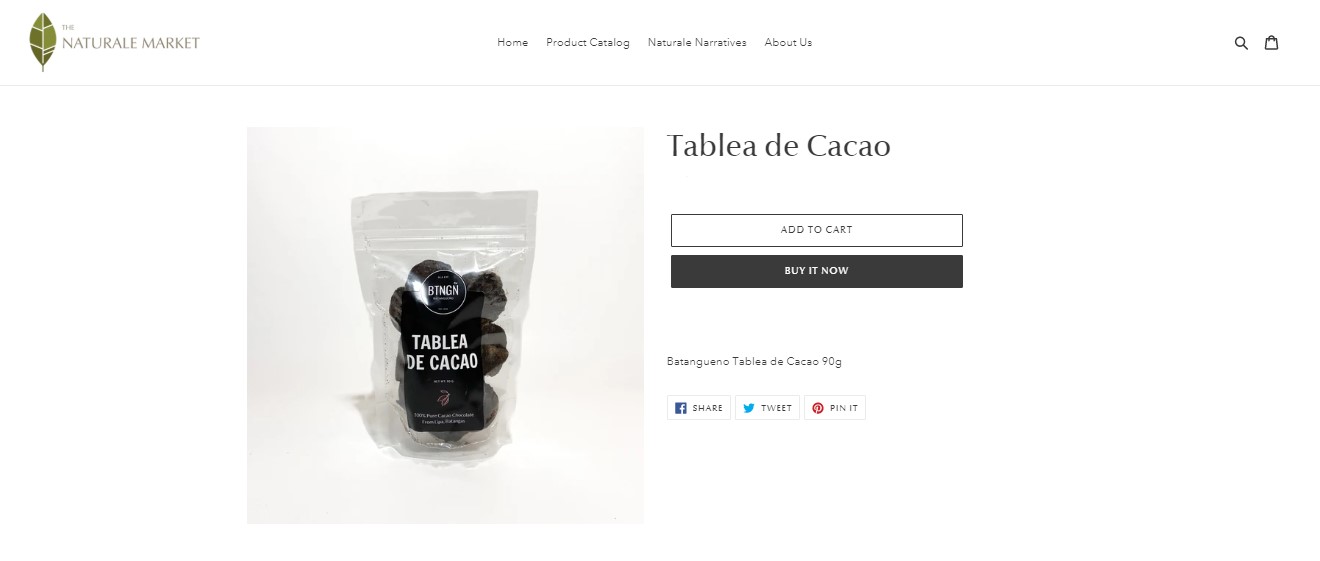 THE
NATURALE MARKET
Home
Product Catalog
Naturale Narratives
About Us
Tablea de Cacao
ADD TO CART
BUY IT NOW
BTNGÑ
TABLEA
DE CACAO
100% Pure Cacao Chocolate
From Lipa, Batangas
Batangueno Tablea de Cacao 90g
SHARE
TWEET
PIN IT